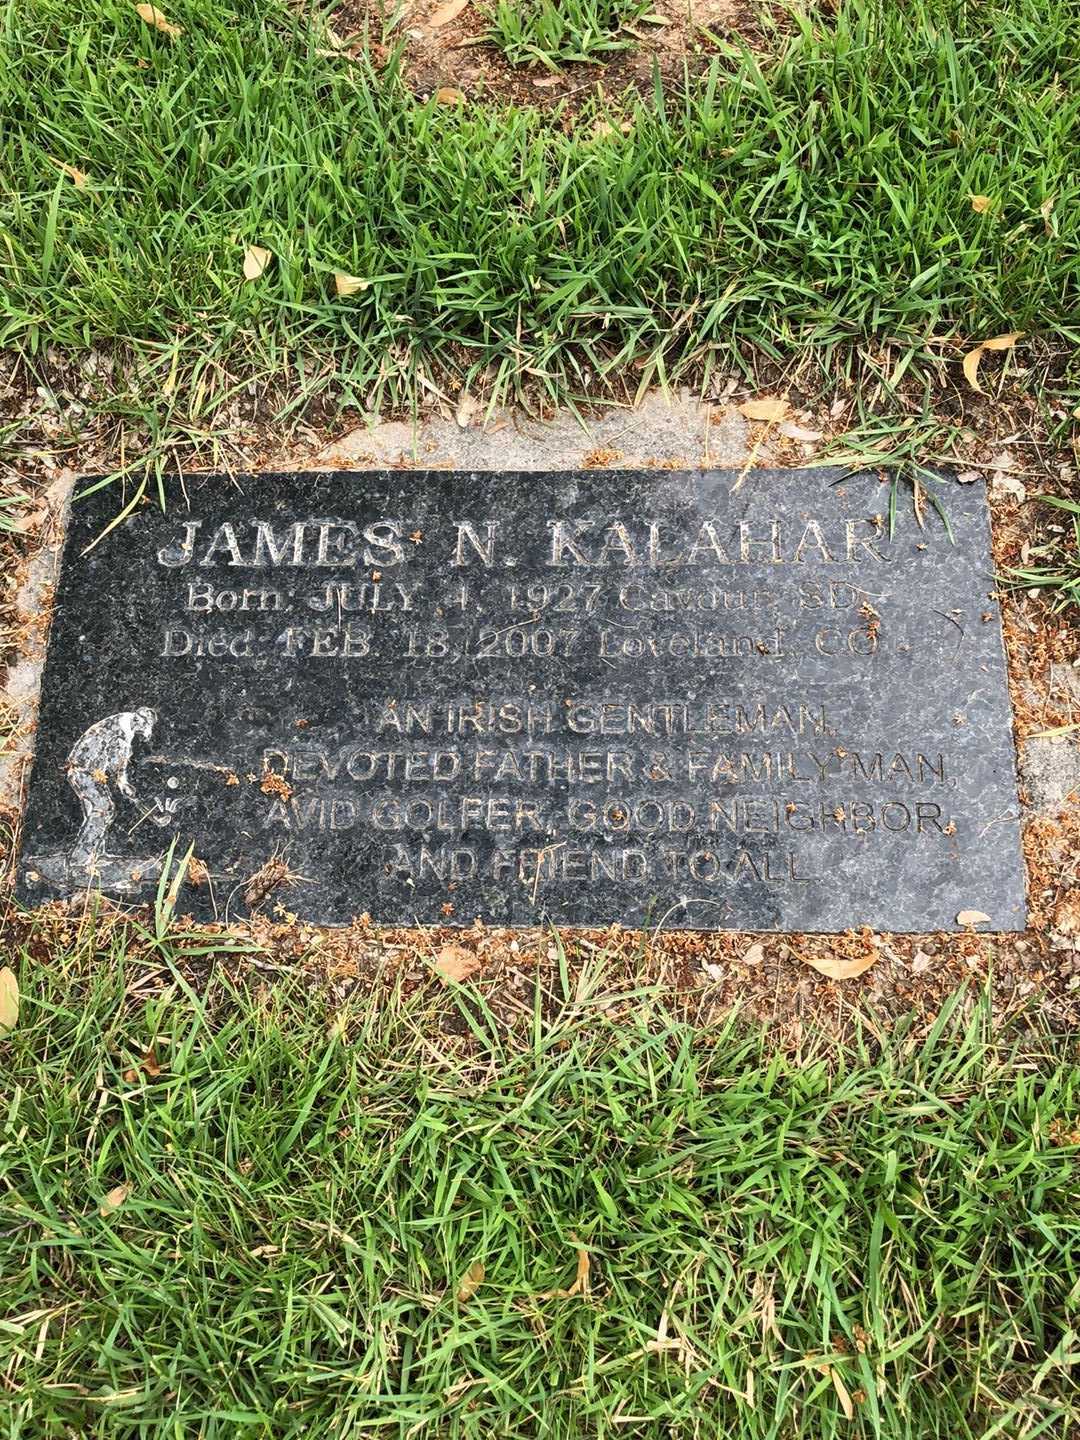 JAMES N. KALAHAR
Born: JULY 4, 1927 Cavour, SD
Died: FEB. 18, 2007 Loveland, CO
AN IRISH GENTLEMAN,
DEVOTED FATHER & FAMILY MAN,
AVID GOLFER, GOOD NEIGHBOR,
AND FRIEND TO ALL